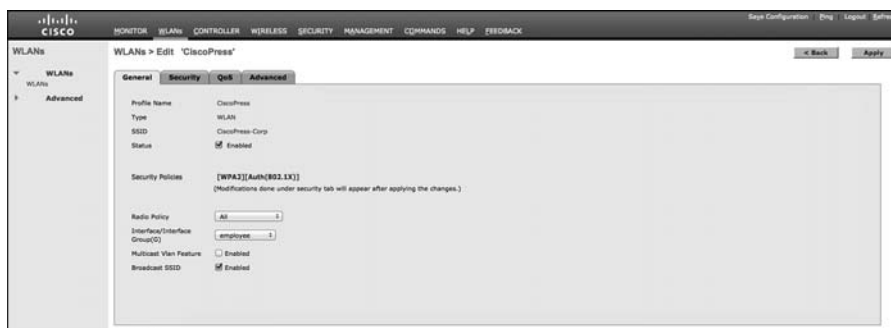 Save Configuration | Ping | Logout | Refre
CISCO
MONITOR WLANs CONTROLLER WIRELESS SECURITY MANAGEMENT COMMANDS HELP FEEDBACK
WLANs
WLANs > Edit 'CiscoPress'
< Back
Apply
WLANs
WLANs
Advanced
General Security QoS Advanced
Profile Name CiscoPress
Type WLAN
SSID CiscoPress-Corp
Status Enabled
Security Policies [WPA2][Auth(802.1X)]
(Modifications done under security tab will appear after applying the changes.)
Radio Policy All
Interface/Interface
Group(G) employee
Multicast Vlan Feature Enabled
Broadcast SSID Enabled